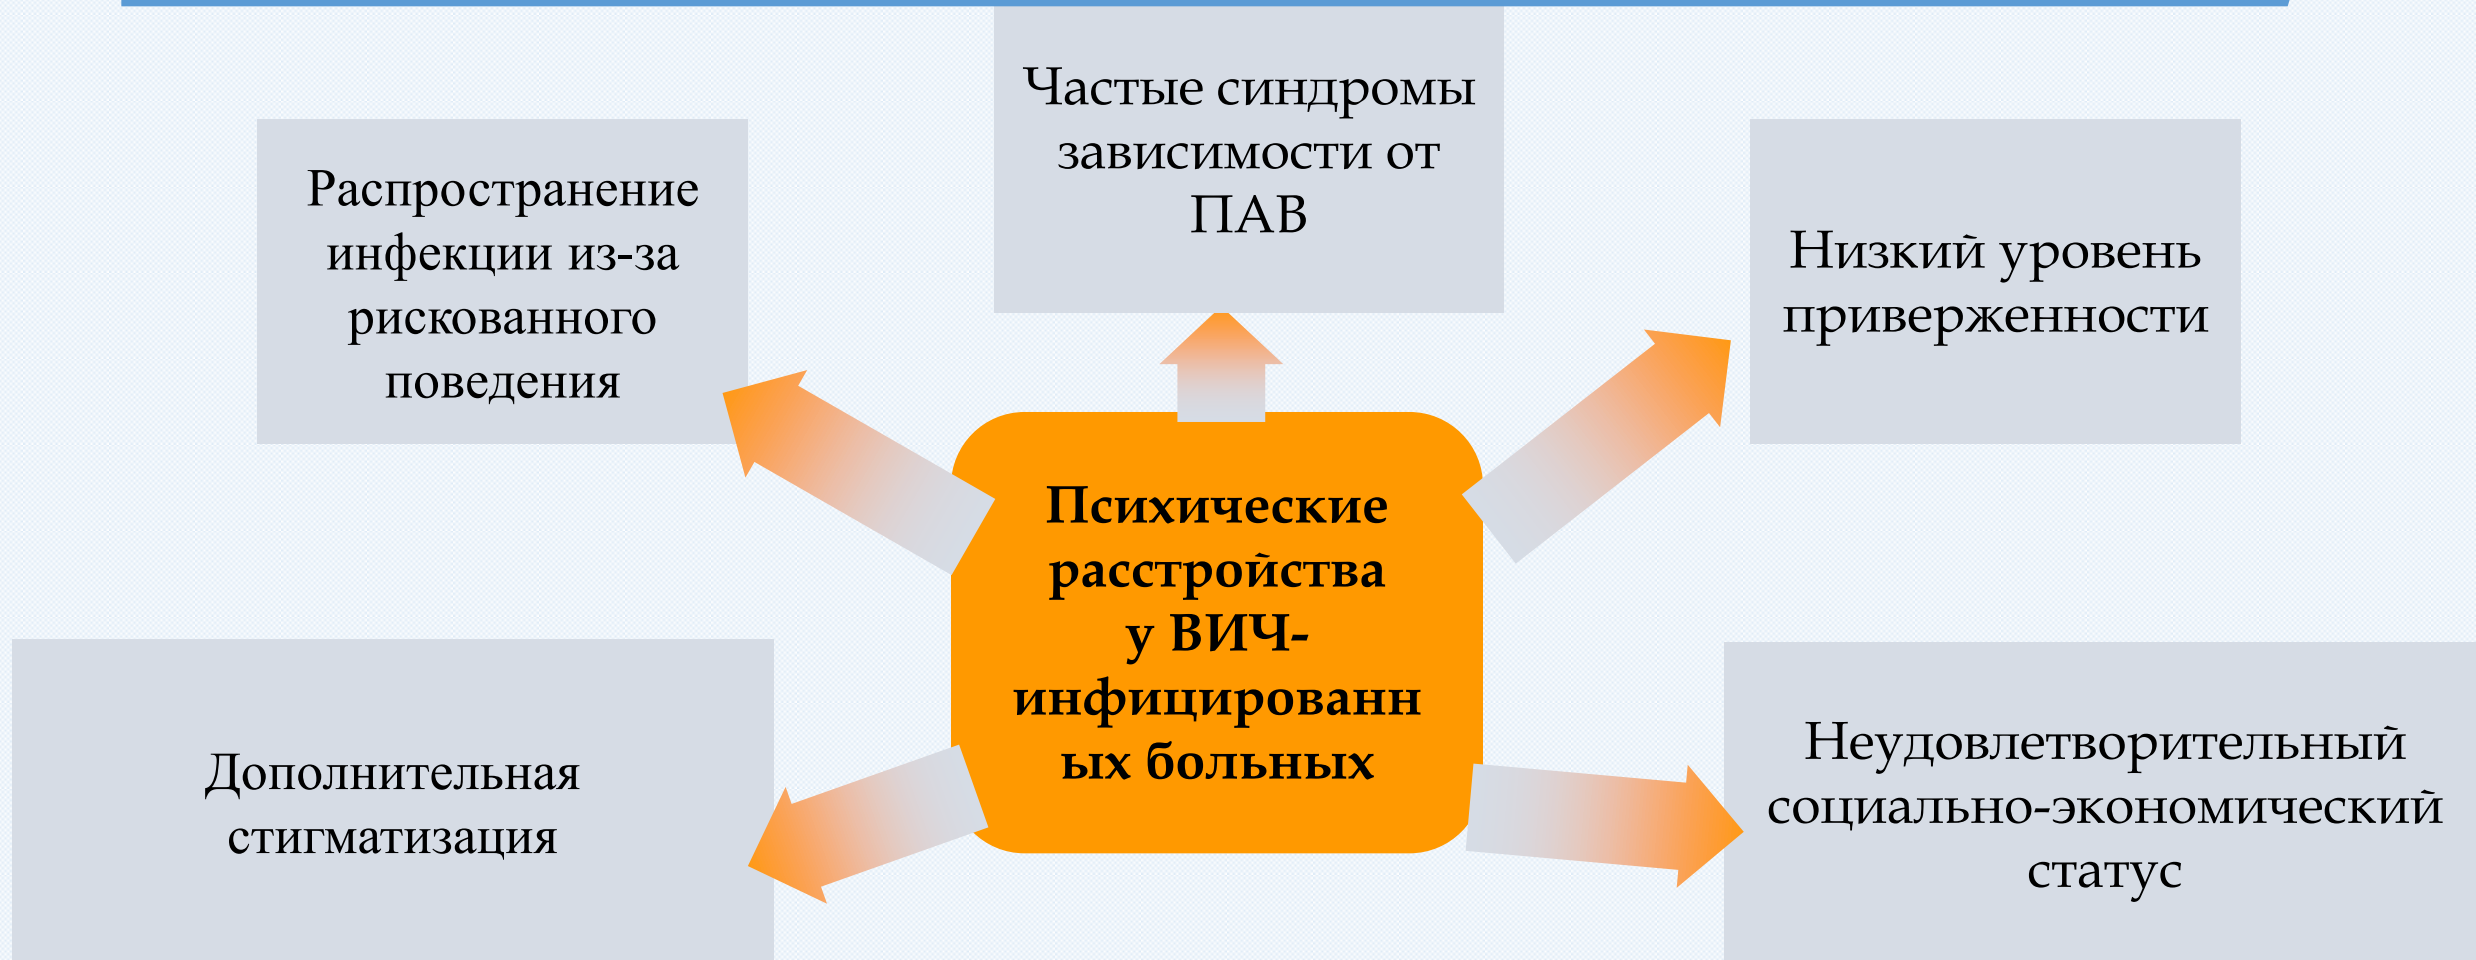 Частые синдромы
зависимости от
ПАВ
Распространение
инфекции из-за
рискованного
поведения
Низкий уровень
приверженности
Психические
расстройства
у ВИЧ-
инфицированн
ых больных
Дополнительная
стигматизация
Неудовлетворительный
социально-экономический
статус